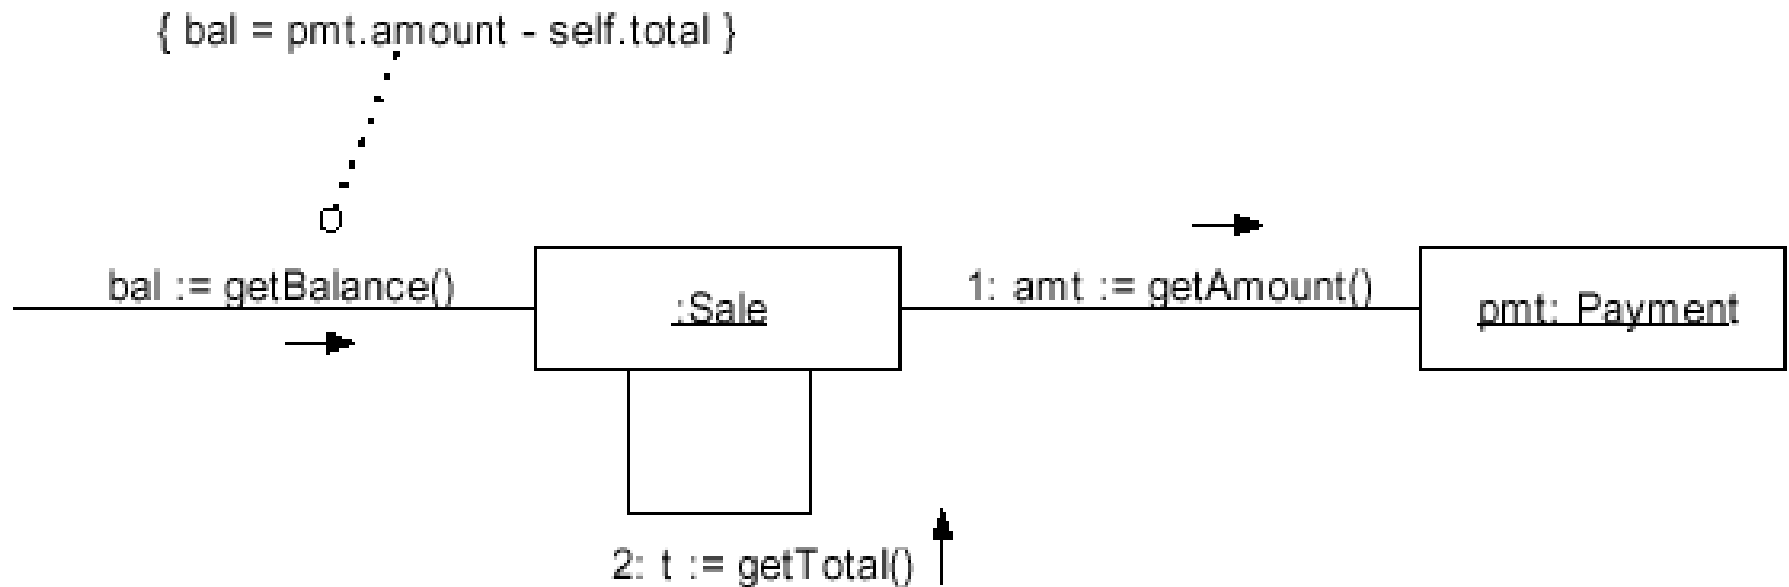 { bal = pmt.amount - self.total }
bal := getBalance()
:Sale
1: amt := getAmount()
pmt: Payment
2: t := getTotal()